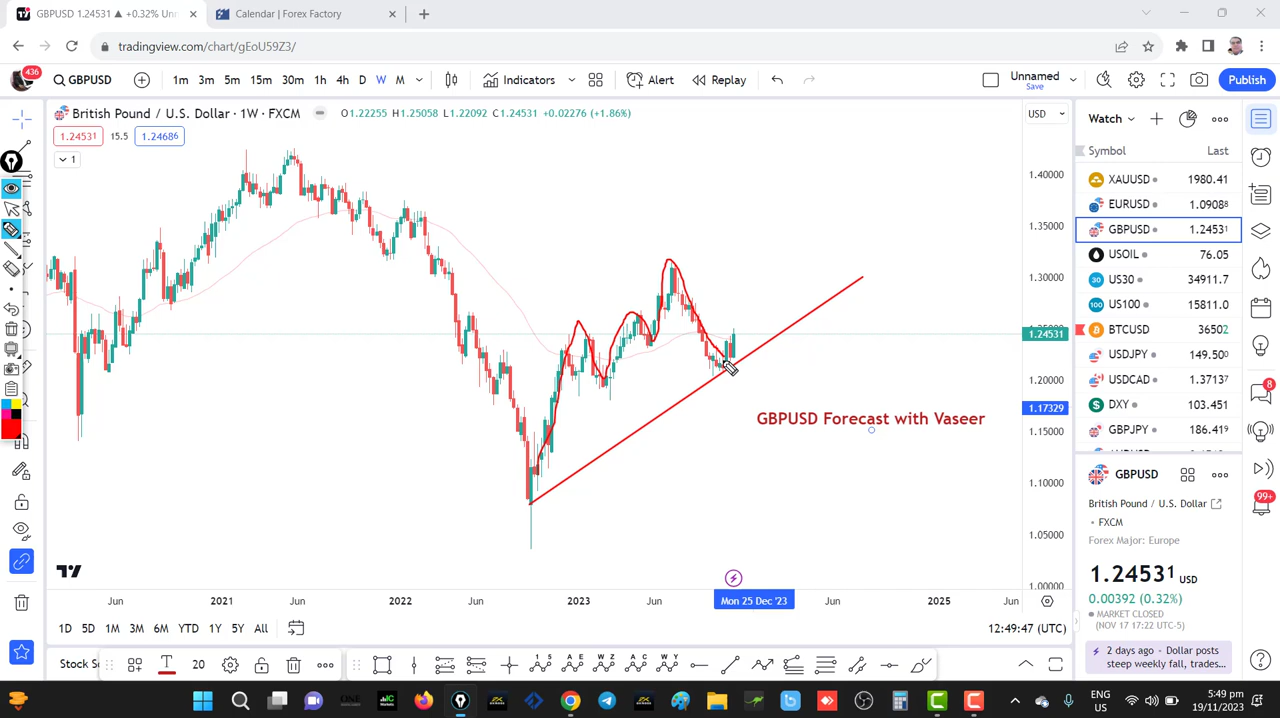 GBPUSD 1.24531 ▲ +0.32% Un
Calendar | Forex Factory
tradingview.com/chart/gEoU59Z3/
436
GBPUSD
1m 3m 5m 15m 30m 1h 4h D W M
Indicators
Alert
Replay
Unnamed
Save
Publish
British Pound / U.S. Dollar · 1W · FXCM
O1.22255 H1.25058 L1.22092 C1.24531 +0.02276 (+1.86%)
1.24531 15.5 1.24686
1
USD
1.40000
1.35000
1.30000
1.24531
1.20000
1.17329
1.15000
1.10000
1.05000
1.00000
GBPUSD Forecast with Vaseer
Jun 2021 Jun 2022 Jun 2023 Jun Mon 25 Dec '23 Jun 2025 Jun
1D 5D 1M 3M 6M YTD 1Y 5Y All
12:49:47 (UTC)
Stock S
20
Watch
Symbol Last
XAUUSD 1980.41
EURUSD 1.09088
GBPUSD 1.24531
USOIL 76.05
US30 34911.7
US100 15811.0
BTCUSD 36502
USDJPY 149.500
USDCAD 1.37137
DXY 103.451
GBPJPY 186.419
GBPUSD
British Pound / U.S. Dollar
• FXCM
Forex Major: Europe
1.24531 USD
0.00392 (0.32%)
MARKET CLOSED
(NOV 17 17:22 UTC-5)
2 days ago · Dollar posts
steep weekly fall, trades...
8
99+
ENG
US
5:49 pm
19/11/2023